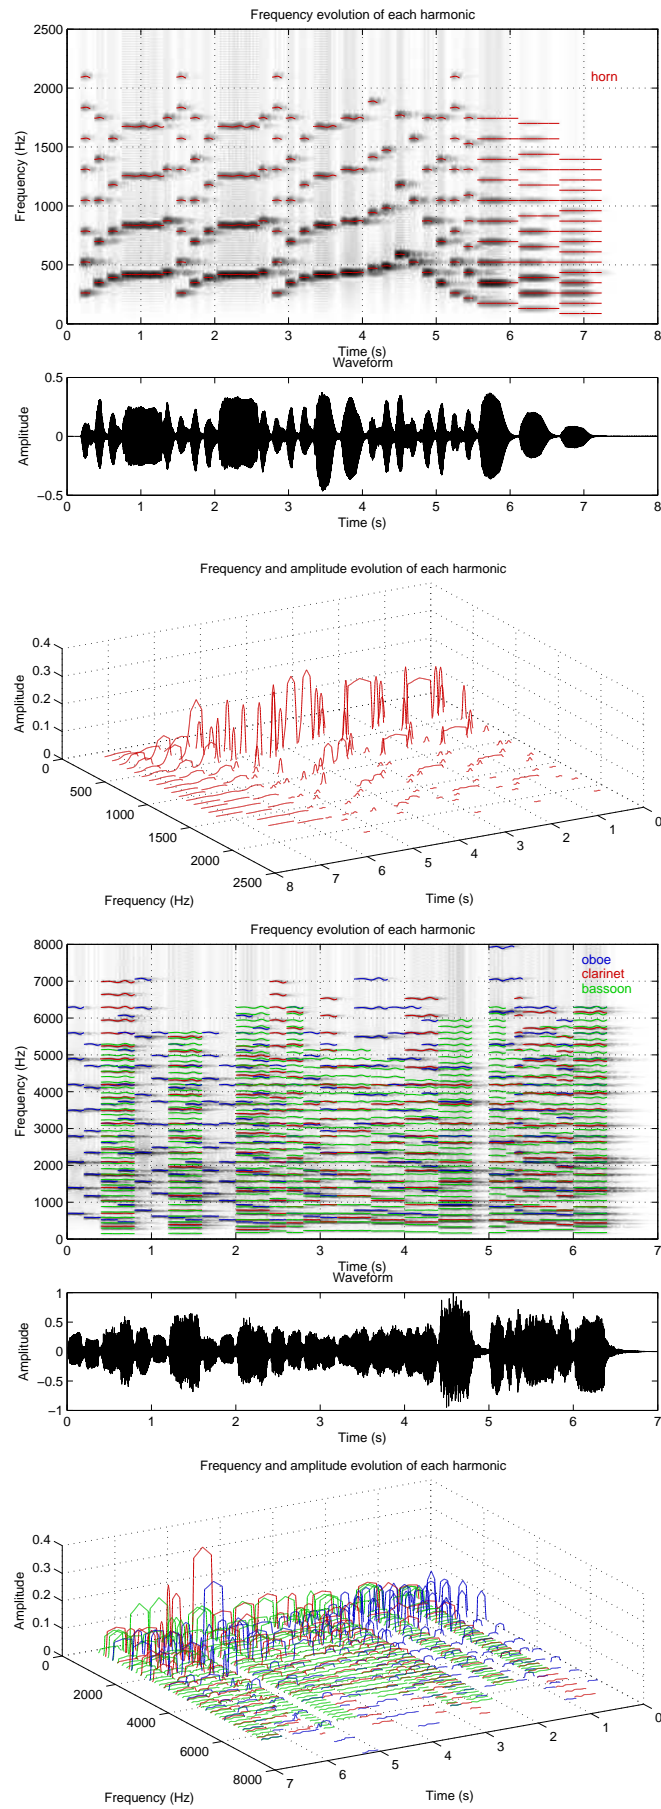 Frequency evolution of each harmonic
2500
2000
1500
1000
500
0
Frequency (Hz)
horn
0 1 2 3 4 5 6 7 8
Time (s)
Waveform
0.5
0
−0.5
Amplitude
0 1 2 3 4 5 6 7 8
Time (s)
Frequency and amplitude evolution of each harmonic
0.4
0.3
0.2
0.1
0
Amplitude
0
500
1000
1500
2000
2500
Frequency (Hz)
8 7 6 5 4 3 2 1 0
Time (s)
Frequency evolution of each harmonic
8000
7000
6000
5000
4000
3000
2000
1000
0
Frequency (Hz)
oboe
clarinet
bassoon
0 1 2 3 4 5 6 7
Time (s)
Waveform
1
0.5
0
−0.5
−1
Amplitude
0 1 2 3 4 5 6 7
Time (s)
Frequency and amplitude evolution of each harmonic
0.4
0.3
0.2
0.1
0
Amplitude
0
2000
4000
6000
8000
Frequency (Hz)
7 6 5 4 3 2 1 0
Time (s)